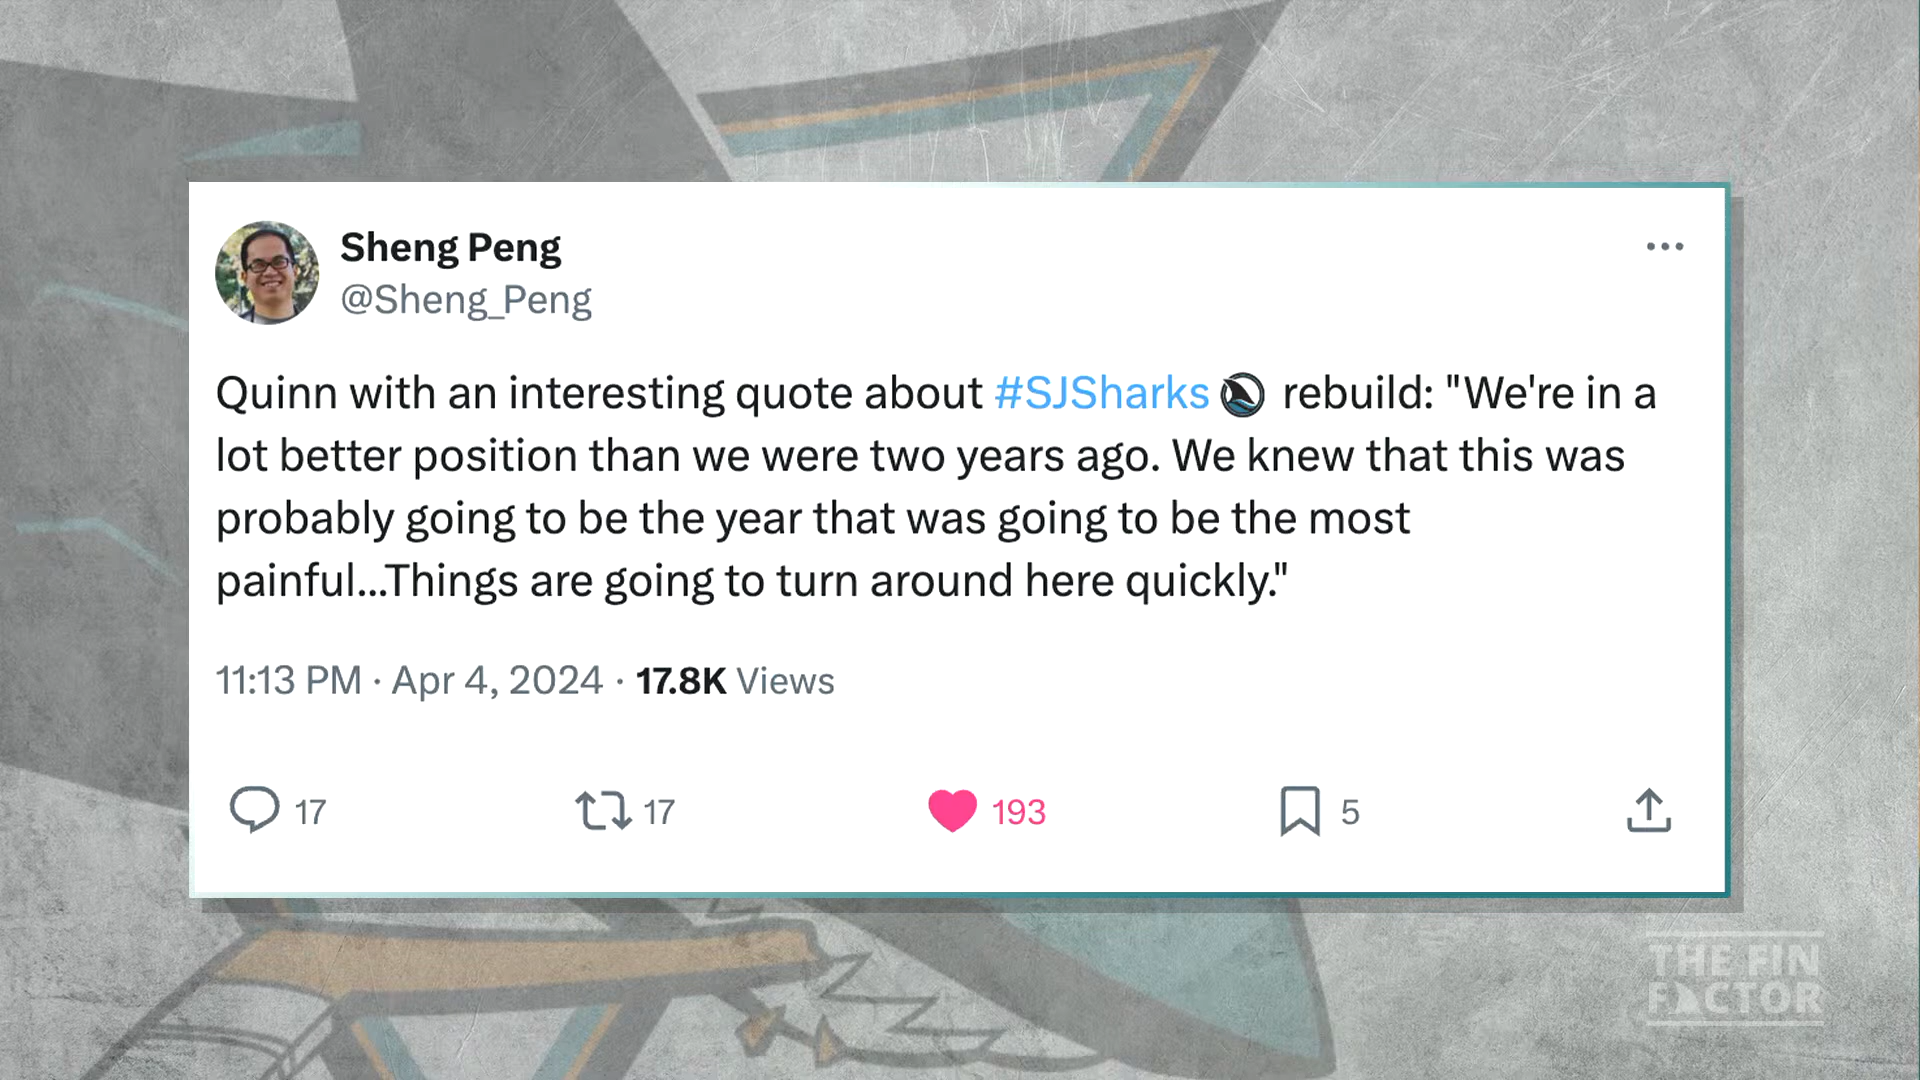 Sheng Peng
@Sheng_Peng
Quinn with an interesting quote about #SJSharks rebuild: "We're in a
lot better position than we were two years ago. We knew that this was
probably going to be the year that was going to be the most
painful...Things are going to turn around here quickly."
11:13 PM · Apr 4, 2024 · 17.8K Views
17 17 193 5
THE FIN
FACTOR